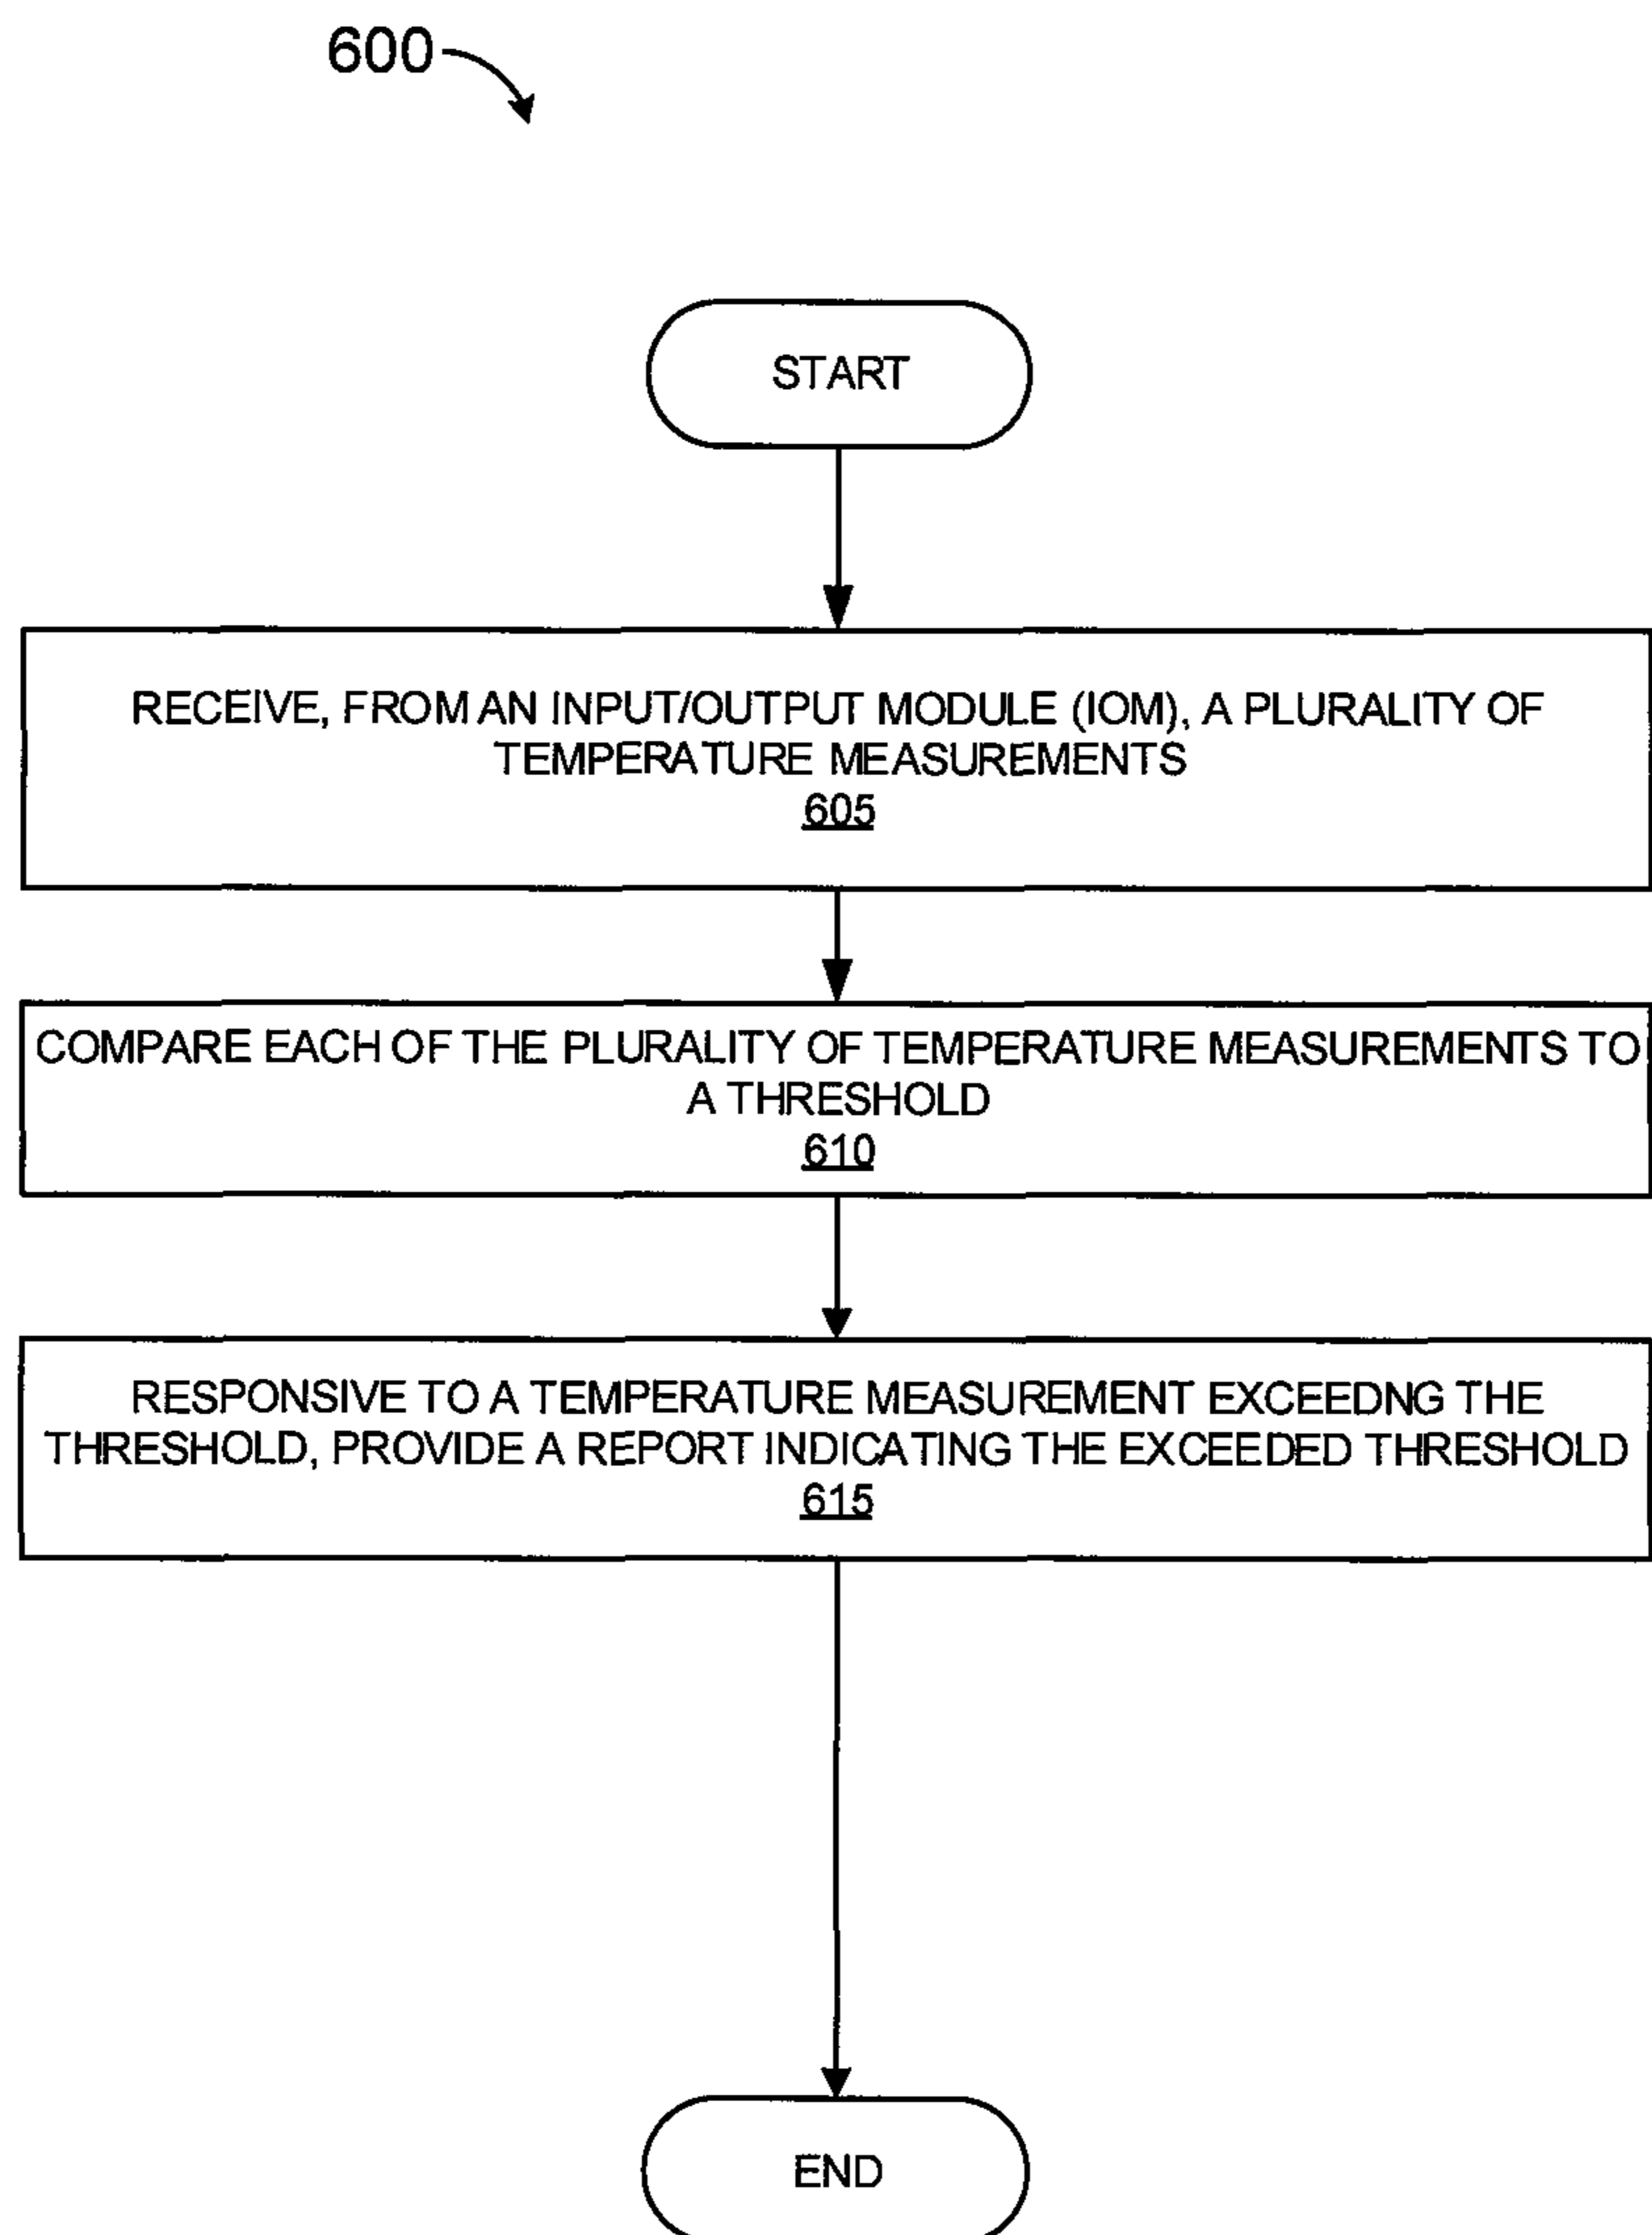 600
START
RECEIVE, FROM AN INPUT/OUTPUT MODULE (IOM), A PLURALITY OF
TEMPERATURE MEASUREMENTS
605
COMPARE EACH OF THE PLURALITY OF TEMPERATURE MEASUREMENTS TO
A THRESHOLD
610
RESPONSIVE TO A TEMPERATURE MEASUREMENT EXCEEDNG THE
THRESHOLD, PROVIDE A REPORT INDICATING THE EXCEEDED THRESHOLD
615
END